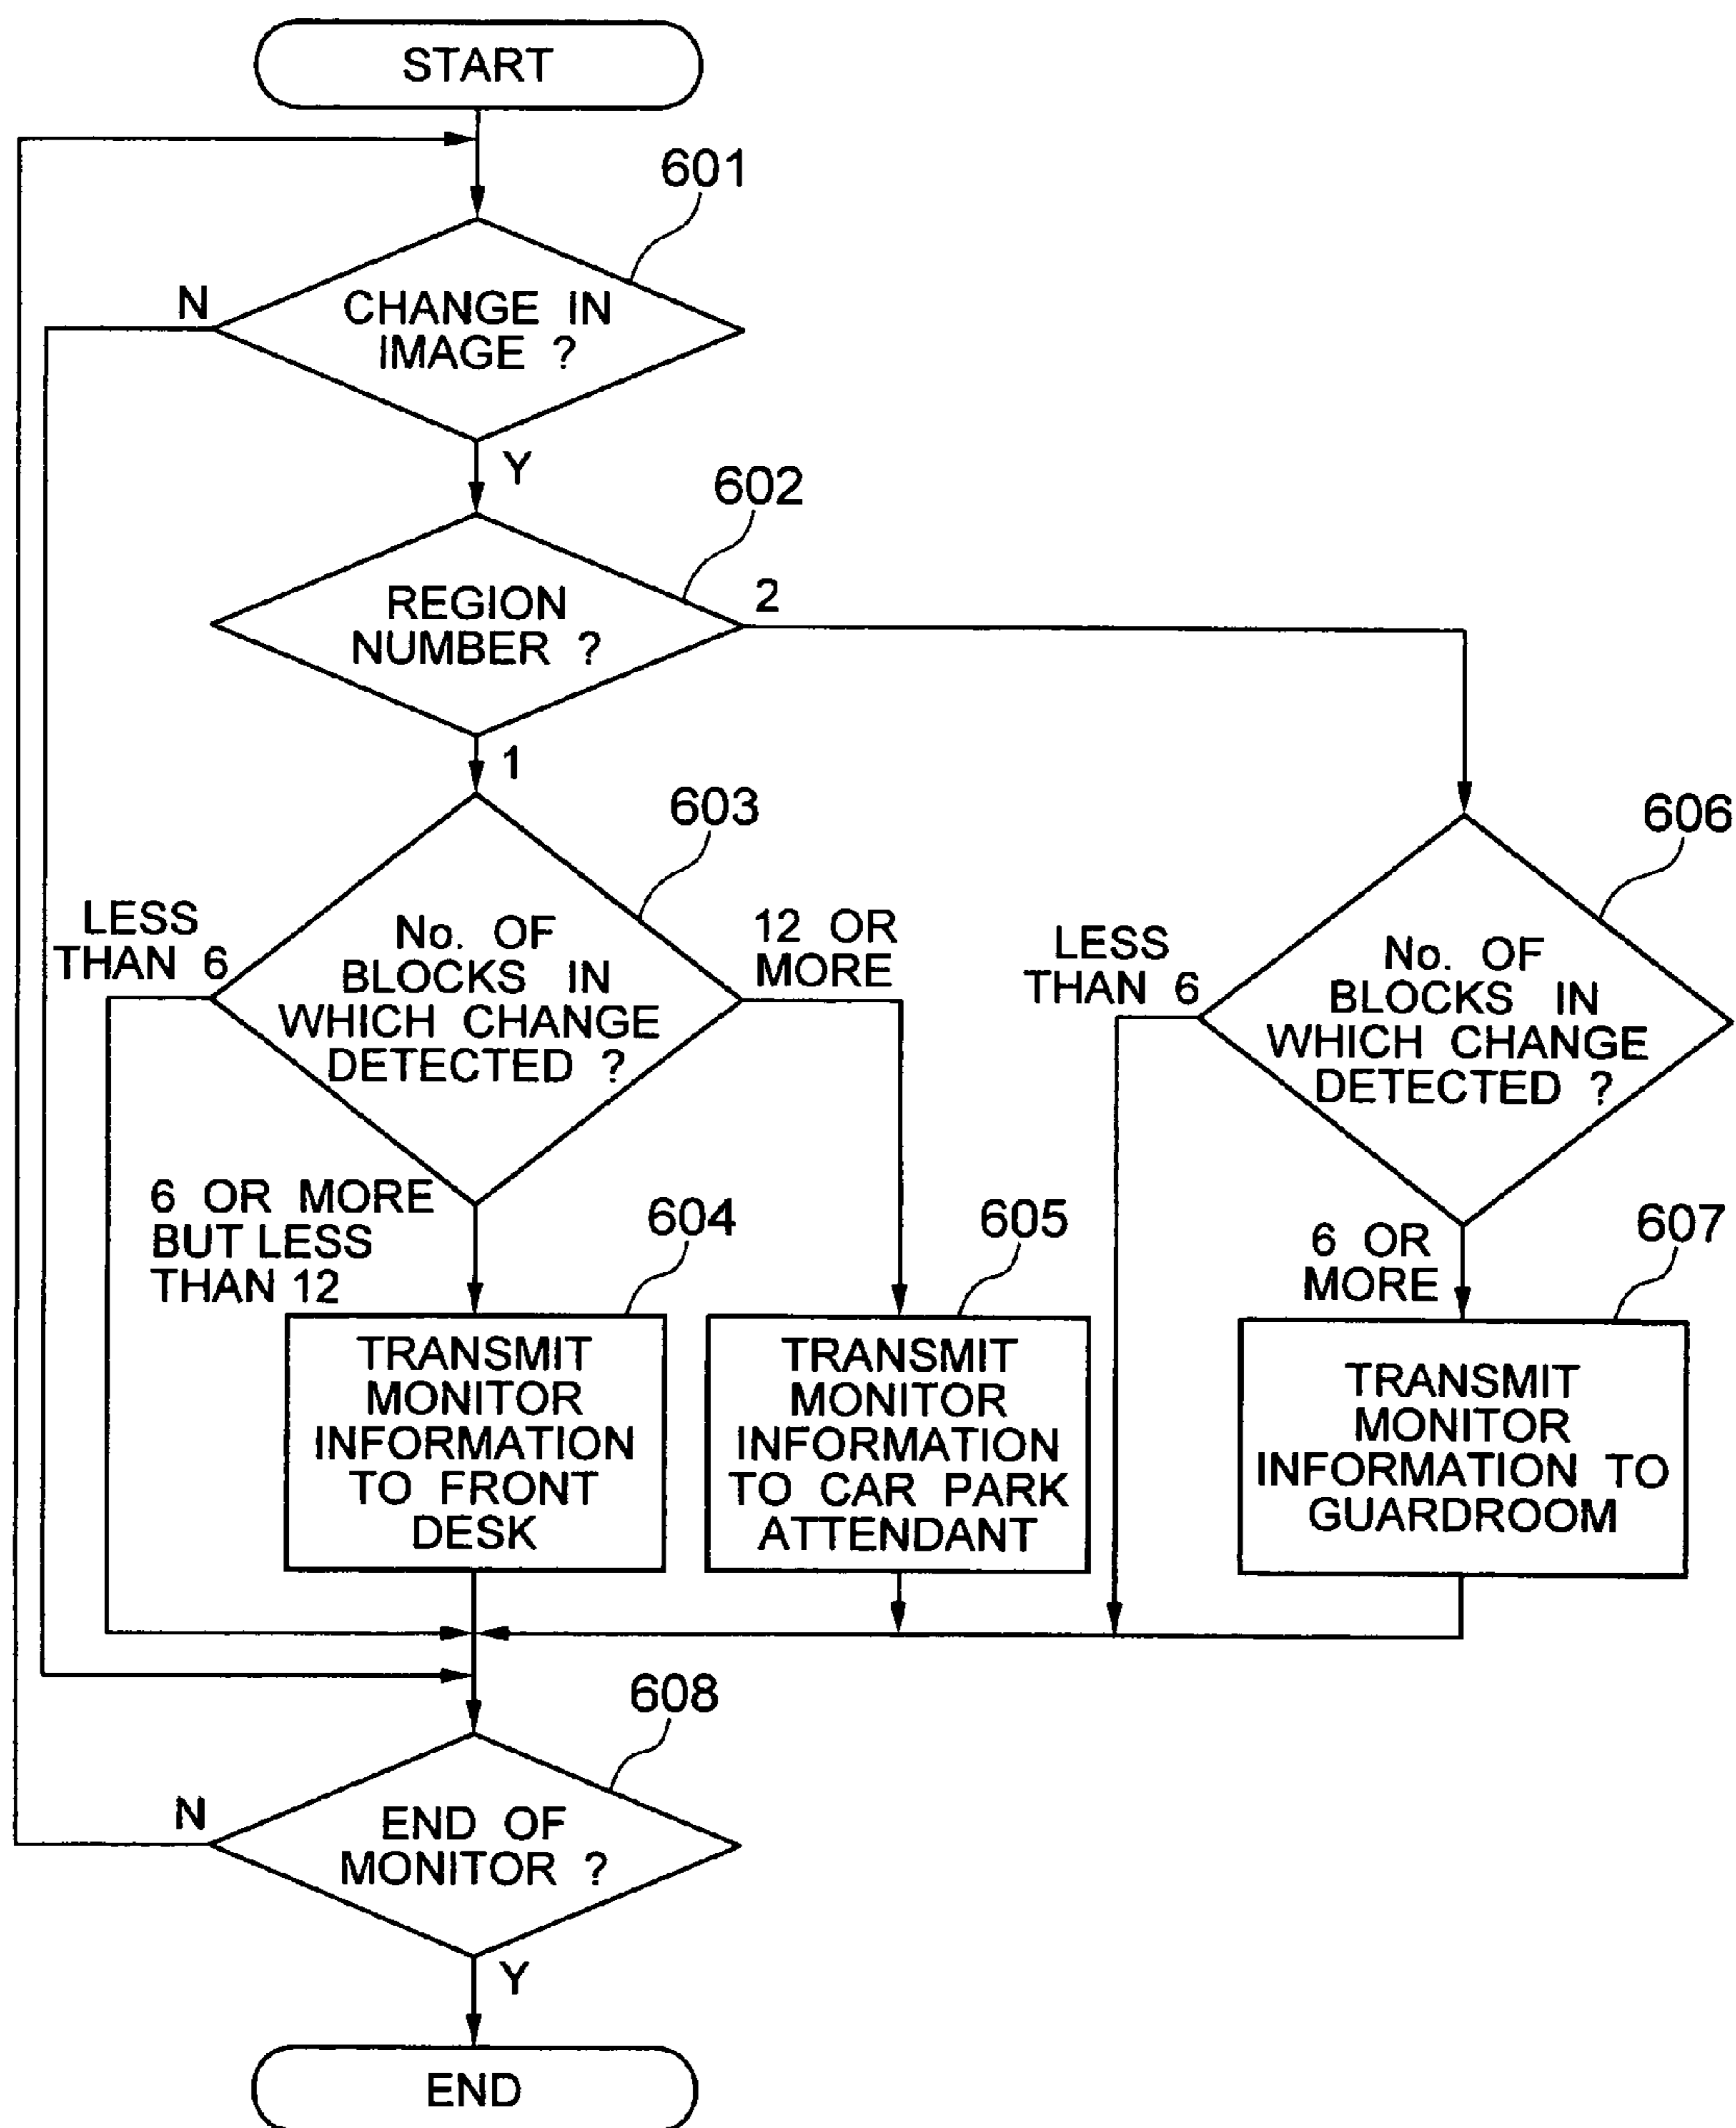 START
601
N
CHANGE IN
IMAGE ?
Y
602
REGION
NUMBER ?
2
1
603
LESS
THAN 6
No. OF
BLOCKS IN
WHICH CHANGE
DETECTED ?
12 OR
MORE
606
LESS
THAN 6
No. OF
BLOCKS IN
WHICH CHANGE
DETECTED ?
6 OR MORE
BUT LESS
THAN 12
604
605
6 OR
MORE
607
TRANSMIT
MONITOR
INFORMATION
TO FRONT
DESK
TRANSMIT
MONITOR
INFORMATION
TO CAR PARK
ATTENDANT
TRANSMIT
MONITOR
INFORMATION TO
GUARDROOM
608
N
END OF
MONITOR ?
Y
END